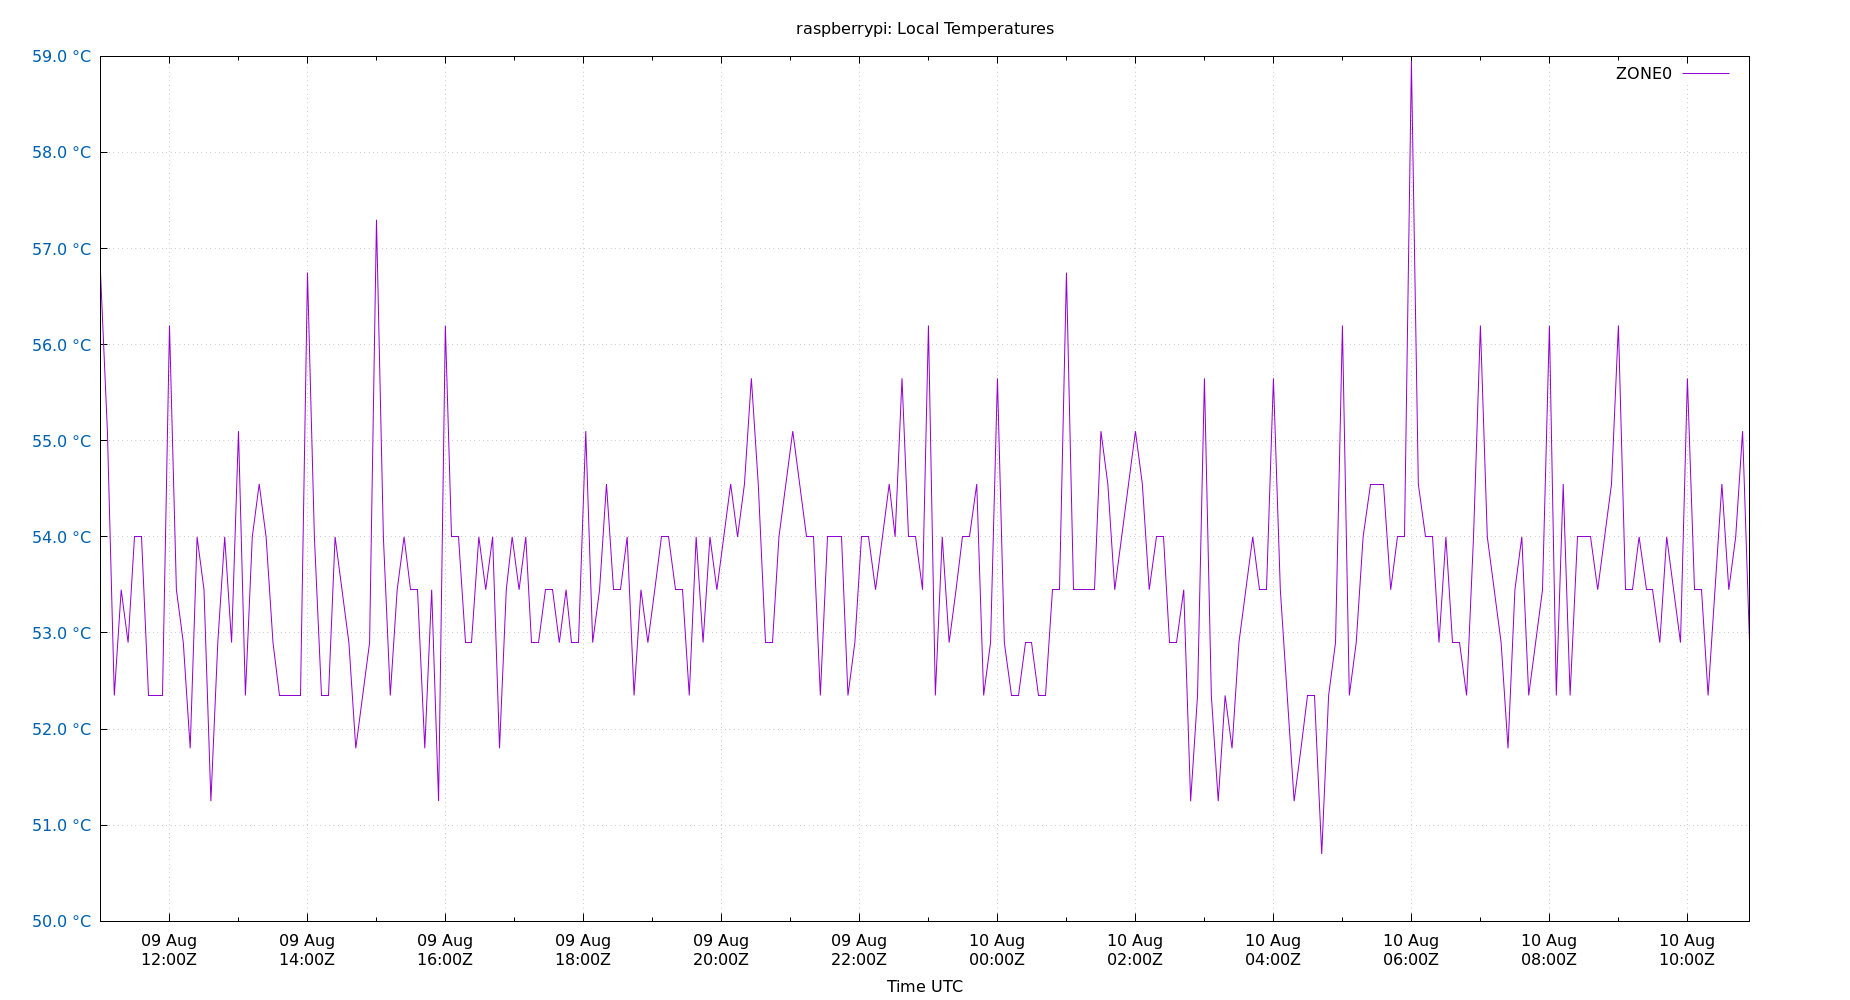 raspberrypi: Local Temperatures
59.0 °C
ZONE0
58.0 °C
57.0 °C
56.0 °C
55.0 °C
54.0 °C
53.0 °C
52.0 °C
51.0 °C
50.0 °C
09 Aug 09 Aug 09 Aug 09 Aug 09 Aug 09 Aug 10 Aug 10 Aug 10 Aug 10 Aug 10 Aug 10 Aug
12:00Z 14:00Z 16:00Z 18:00Z 20:00Z 22:00Z 00:00Z 02:00Z 04:00Z 06:00Z 08:00Z 10:00Z
Time UTC